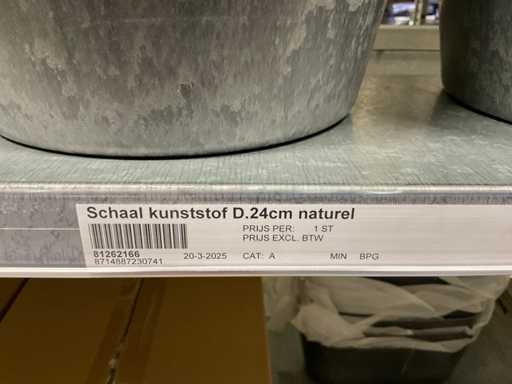 Schaal kunststof D.24cm naturel
PRIJS PER: 1 ST
PRIJS EXCL. BTW
81262166
8714887230741 20-3-2025 CAT: A MIN BPG